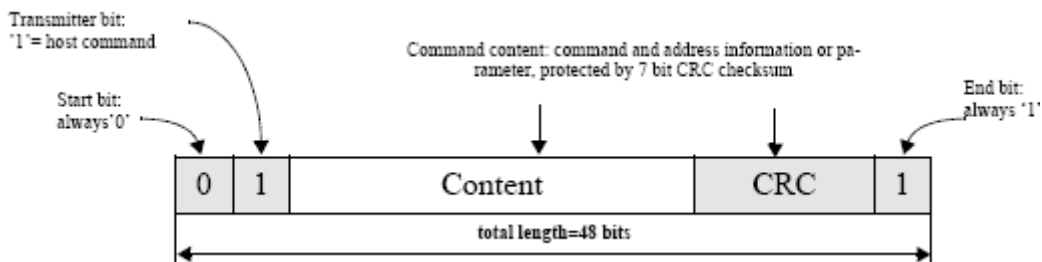 Transmitter bit:
'1'= host command
Command content: command and address information or pa-
rameter, protected by 7 bit CRC checksum
Start bit:
always'0'
End bit:
always '1'
0 1 Content CRC 1
total length=48 bits